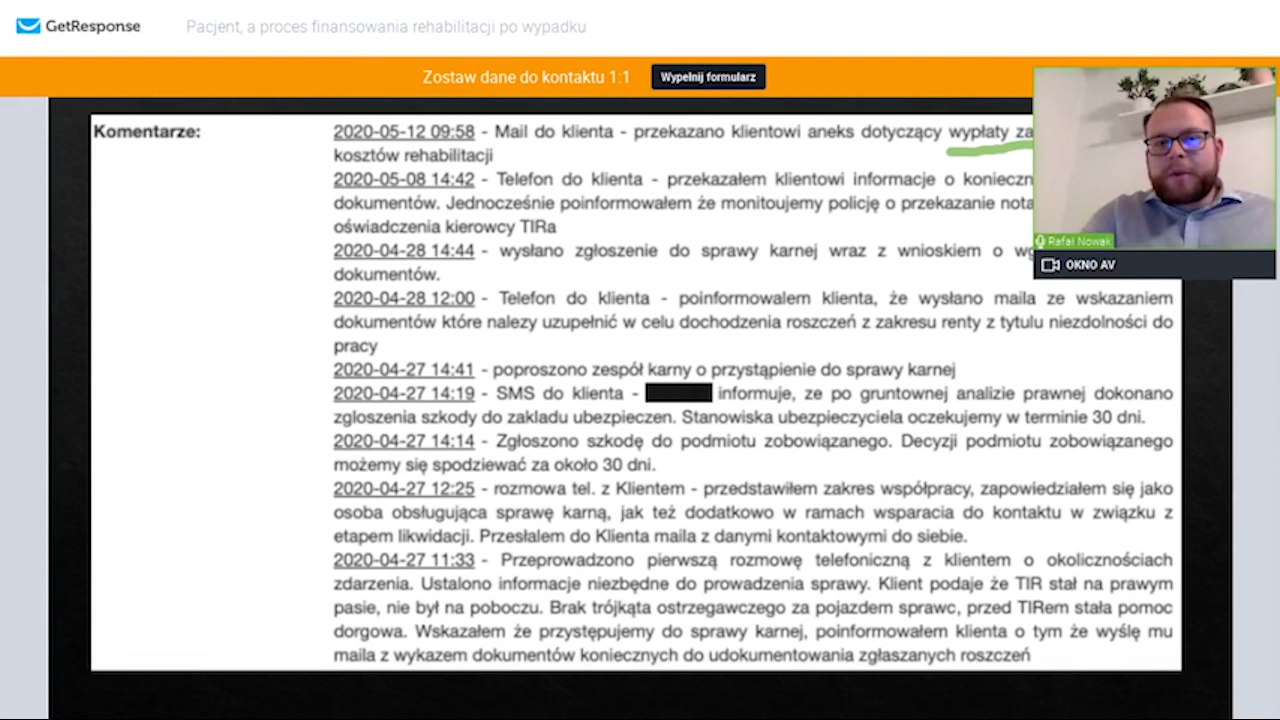 GetResponse
Pacjent, a proces finansowania rehabilitacji po wypadku
Zostaw dane do kontaktu 1:1
Wypełnij formularz
Komentarze:
2020-05-12 09:58 - Mail do klienta - przekazano klientowi aneks dotyczący wypłaty za
kosztów rehabilitacji
2020-05-08 14:42 - Telefon do klienta - przekazałem klientowi informacje o konieczn
dokumentów. Jednocześnie poinformowałem że monitoujemy policję o przekazanie nota
oświadczenia kierowcy TIRa
2020-04-28 14:44 - wysłano zgłoszenie do sprawy karnej wraz z wnioskiem o wg
dokumentów.
2020-04-28 12:00 - Telefon do klienta - poinformowalem klienta, że wysłano maila ze wskazaniem
dokumentów które nalezy uzupełnić w celu dochodzenia roszczeń z zakresu renty z tytulu niezdolności do
pracy
2020-04-27 14:41 - poproszono zespół karny o przystąpienie do sprawy karnej
2020-04-27 14:19 - SMS do klienta - informuje, ze po gruntownej analizie prawnej dokonano
zgloszenia szkody do zakladu ubezpieczen. Stanowiska ubezpieczyciela oczekujemy w terminie 30 dni.
2020-04-27 14:14 - Zgłoszono szkodę do podmiotu zobowiązanego. Decyzji podmiotu zobowiązanego
możemy się spodziewać za około 30 dni.
2020-04-27 12:25 - rozmowa tel. z Klientem - przedstawiłem zakres współpracy, zapowiedziałem się jako
osoba obsługująca sprawę karną, jak też dodatkowo w ramach wsparacia do kontaktu w związku z
etapem likwidacji. Przesłalem do Klienta maila z danymi kontaktowymi do siebie.
2020-04-27 11:33 - Przeprowadzono pierwszą rozmowę telefoniczną z klientem o okolicznościach
zdarzenia. Ustalono informacje niezbędne do prowadzenia sprawy. Klient podaje że TIR stał na prawym
pasie, nie był na poboczu. Brak trójkąta ostrzegawczego za pojazdem sprawc, przed TIRem stała pomoc
dorgowa. Wskazałem że przystępujemy do sprawy karnej, poinformowałem klienta o tym że wyślę mu
maila z wykazem dokumentów koniecznych do udokumentowania zgłaszanych roszczeń
Rafał Nowak
OKNO AV